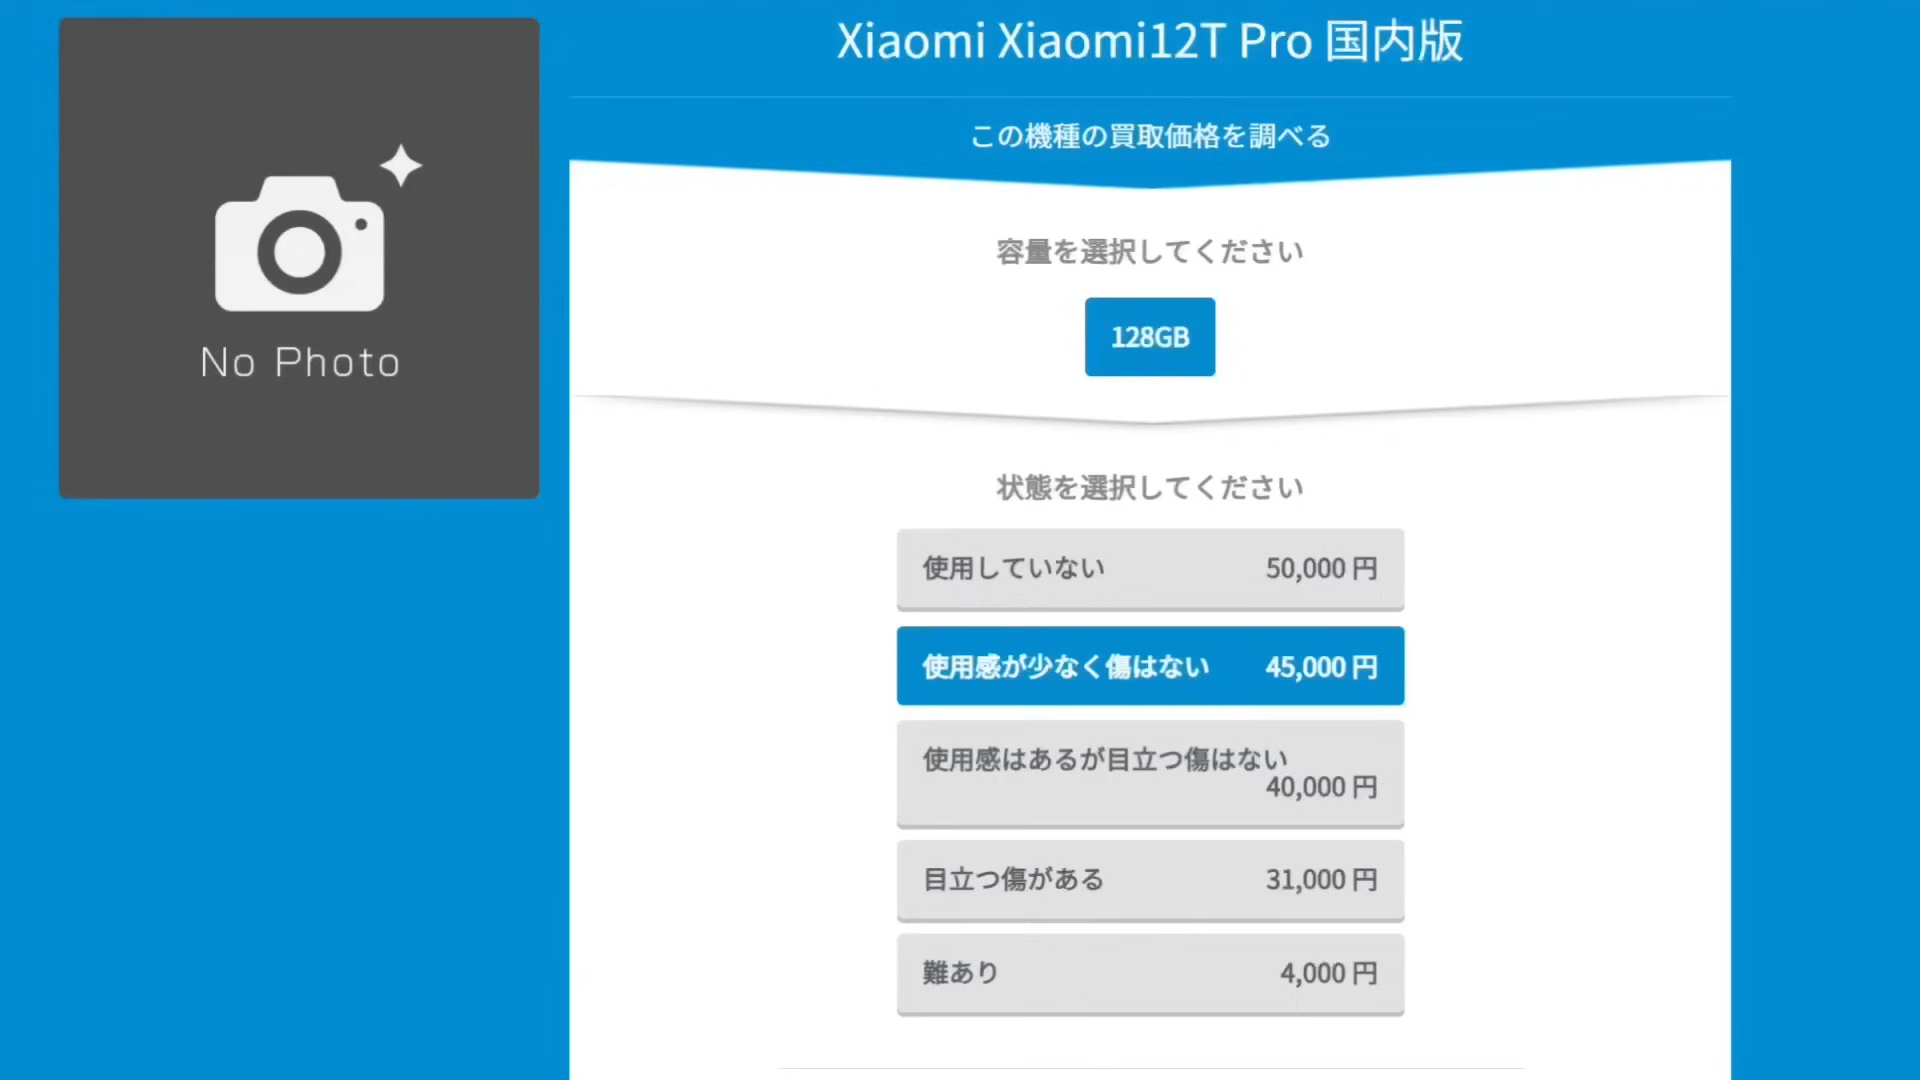 No Photo
Xiaomi Xiaomi12T Pro 国内版
この機種の買取価格を調べる
容量を選択してください
128GB
状態を選択してください
使用していない 50,000 円
使用感が少なく傷はない 45,000 円
使用感はあるが目立つ傷はない
40,000 円
目立つ傷がある 31,000 円
難あり 4,000 円